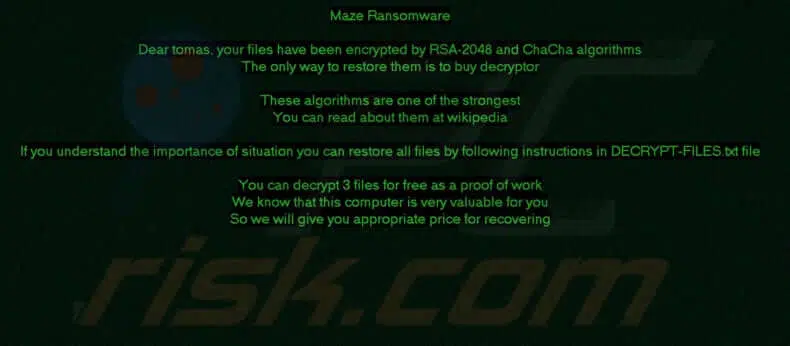 Maze Ransomware
Dear tomas, your files have been encrypted by RSA-2048 and ChaCha algorithms
The only way to restore them is to buy decryptor
These algorithms are one of the strongest
You can read about them at wikipedia
If you understand the importance of situation you can restore all files by following instructions in DECRYPT-FILES.txt file
You can decrypt 3 files for free as a proof of work
We know that this computer is very valuable for you
So we will give you appropriate price for recovering
PC
risk.com